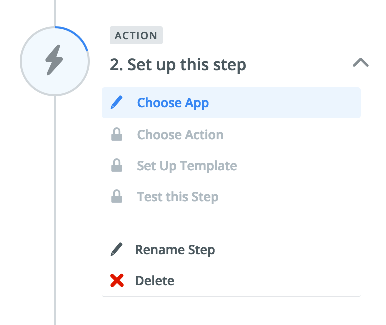 ACTION
2. Set up this step
Choose App
Choose Action
Set Up Template
Test this Step
Rename Step
Delete